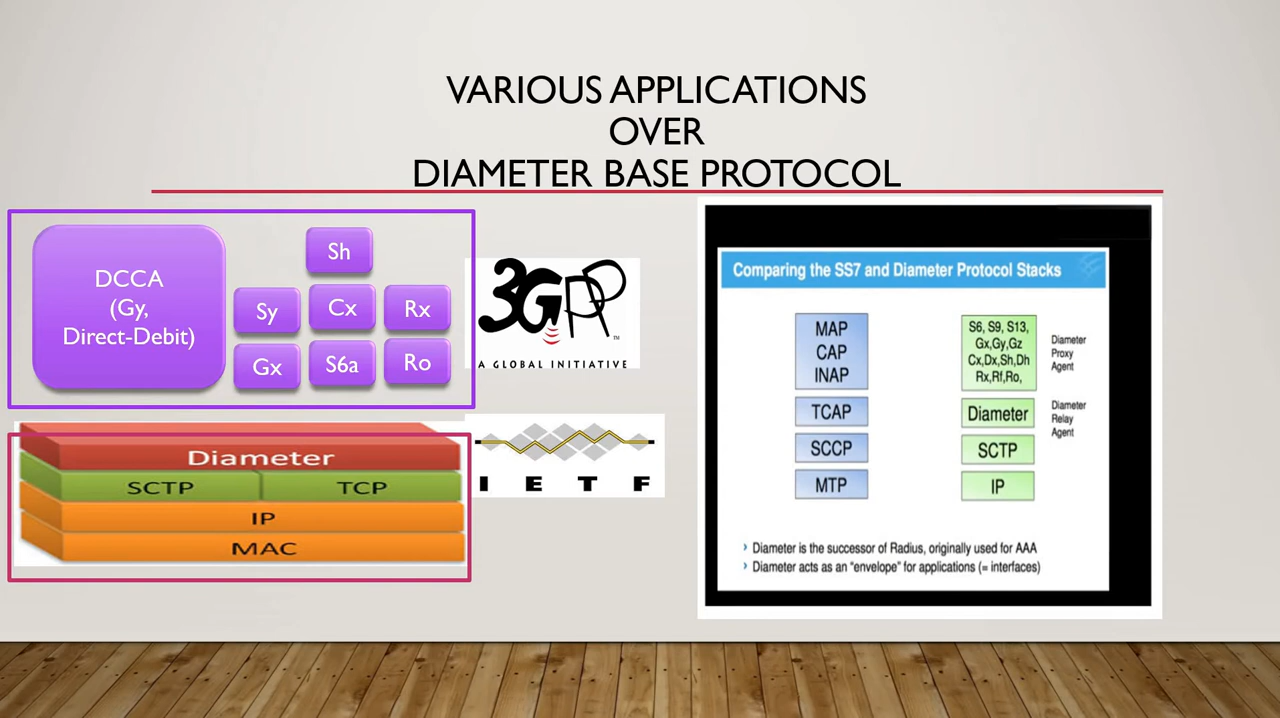 VARIOUS APPLICATIONS
OVER
DIAMETER BASE PROTOCOL
DCCA
(Gy,
Direct-Debit)
Sh
Sy
Cx
Rx
Gx
S6a
Ro
3GPP
TM
A GLOBAL INITIATIVE
Diameter
SCTP
TCP
IP
MAC
I E T F
Comparing the SS7 and Diameter Protocol Stacks
MAP
CAP
INAP
TCAP
SCCP
MTP
S6, S9, S13,
Gx,Gy,Gz
Cx,Dx,Sh,Dh
Rx,Rf,Ro,
Diameter
Proxy
Agent
Diameter
Diameter
Relay
Agent
SCTP
IP
› Diameter is the successor of Radius, originally used for AAA
› Diameter acts as an “envelope” for applications (= interfaces)